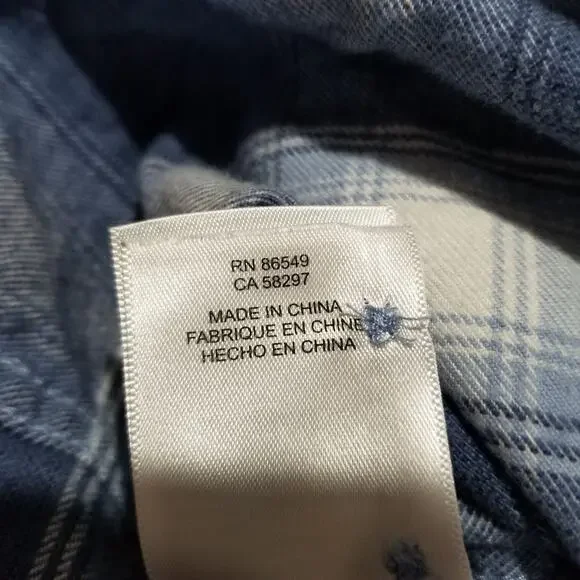 RN 86549
CA 58297
MADE IN CHINA
FABRIQUE EN CHINE
HECHO EN CHINA